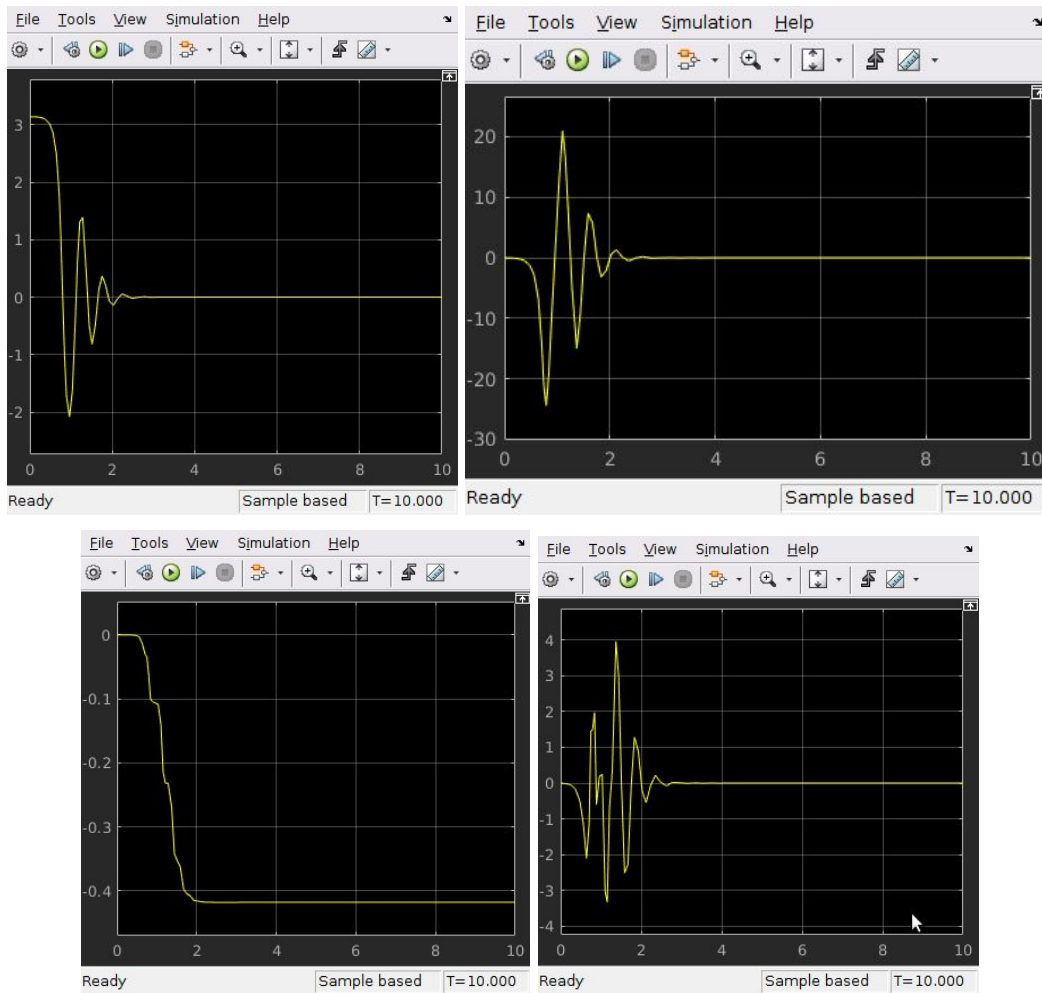 File Tools View Simulation Help
3
2
1
0
-1
-2
0 2 4 6 8 10
Ready Sample based T=10.000
File Tools View Simulation Help
20
10
0
-10
-20
-30
0 2 4 6 8 10
Ready Sample based T=10.000
File Tools View Simulation Help
0
-0.1
-0.2
-0.3
-0.4
0 2 4 6 8 10
Ready Sample based T=10.000
File Tools View Simulation Help
4
3
2
1
0
-1
-2
-3
-4
0 2 4 6 8 10
Ready Sample based T=10.000